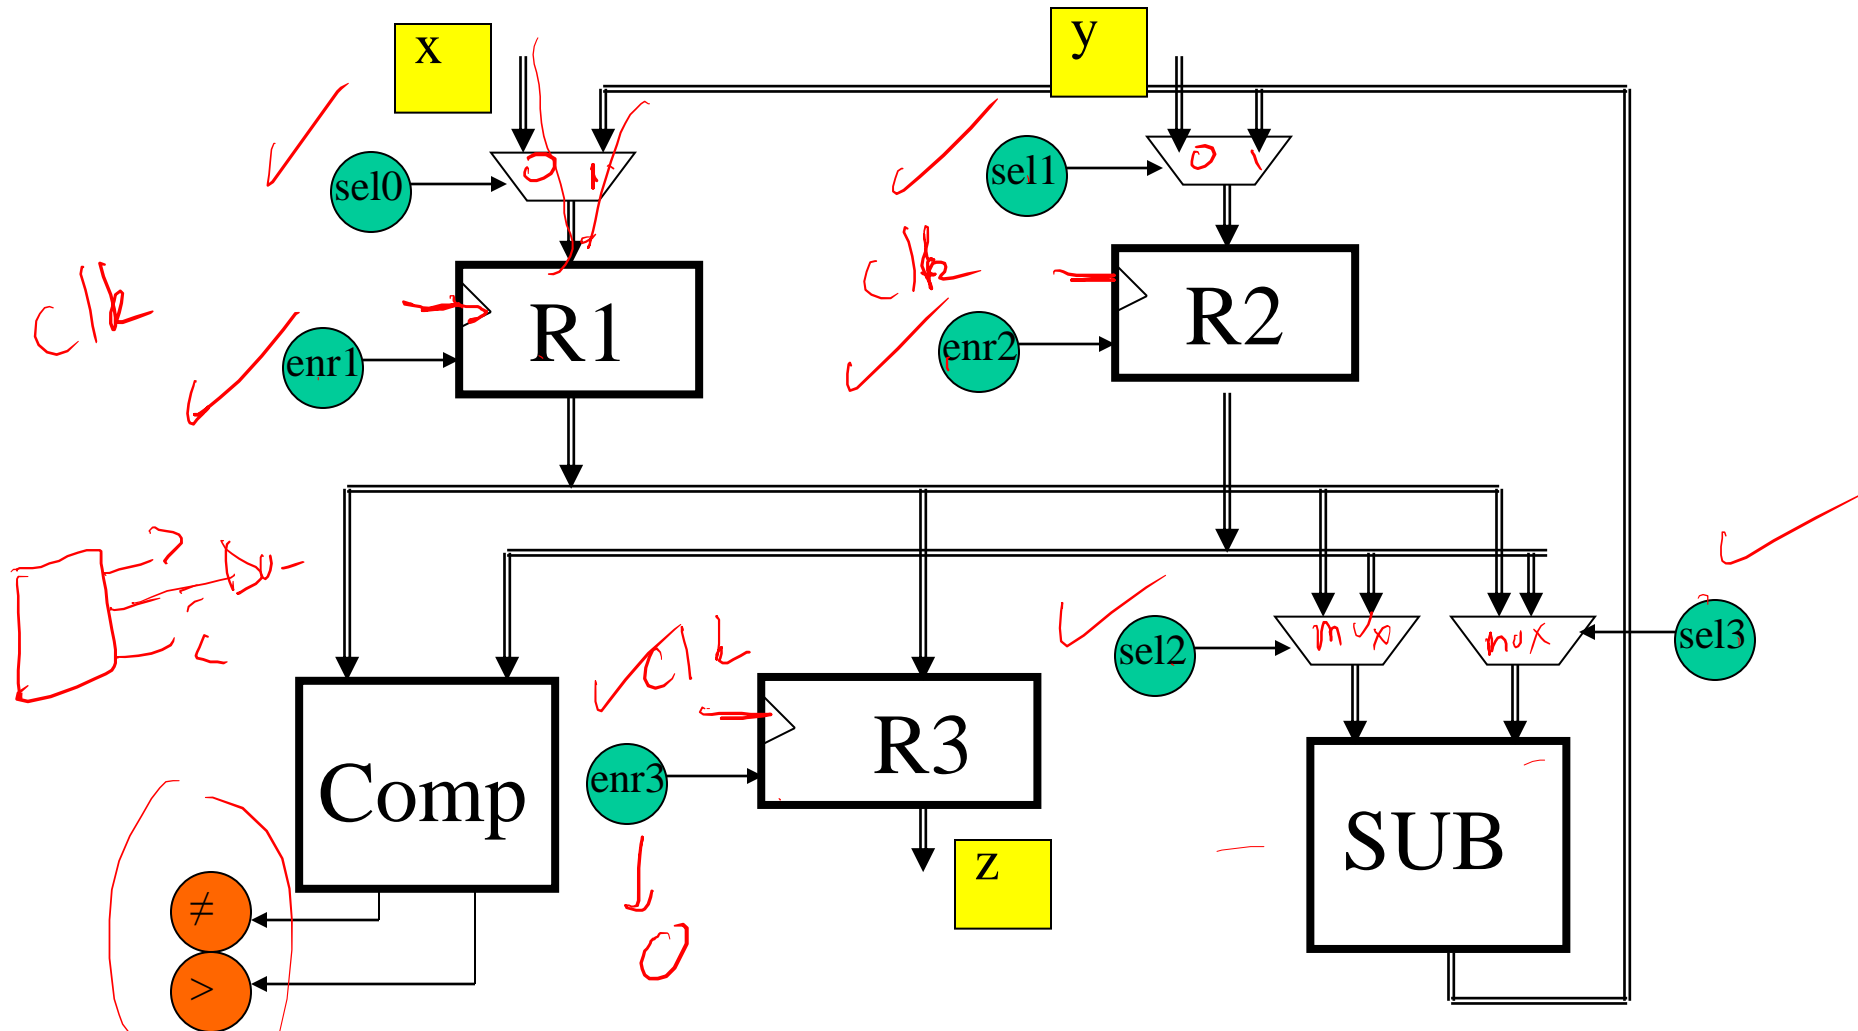 x
y
0 1
0 1
sel0
sel1
clk
clk
R1
R2
enr1
enr2
>
=
<
clk
mux
mux
sel2
sel3
Comp
R3
enr3
SUB
z
≠
0
>